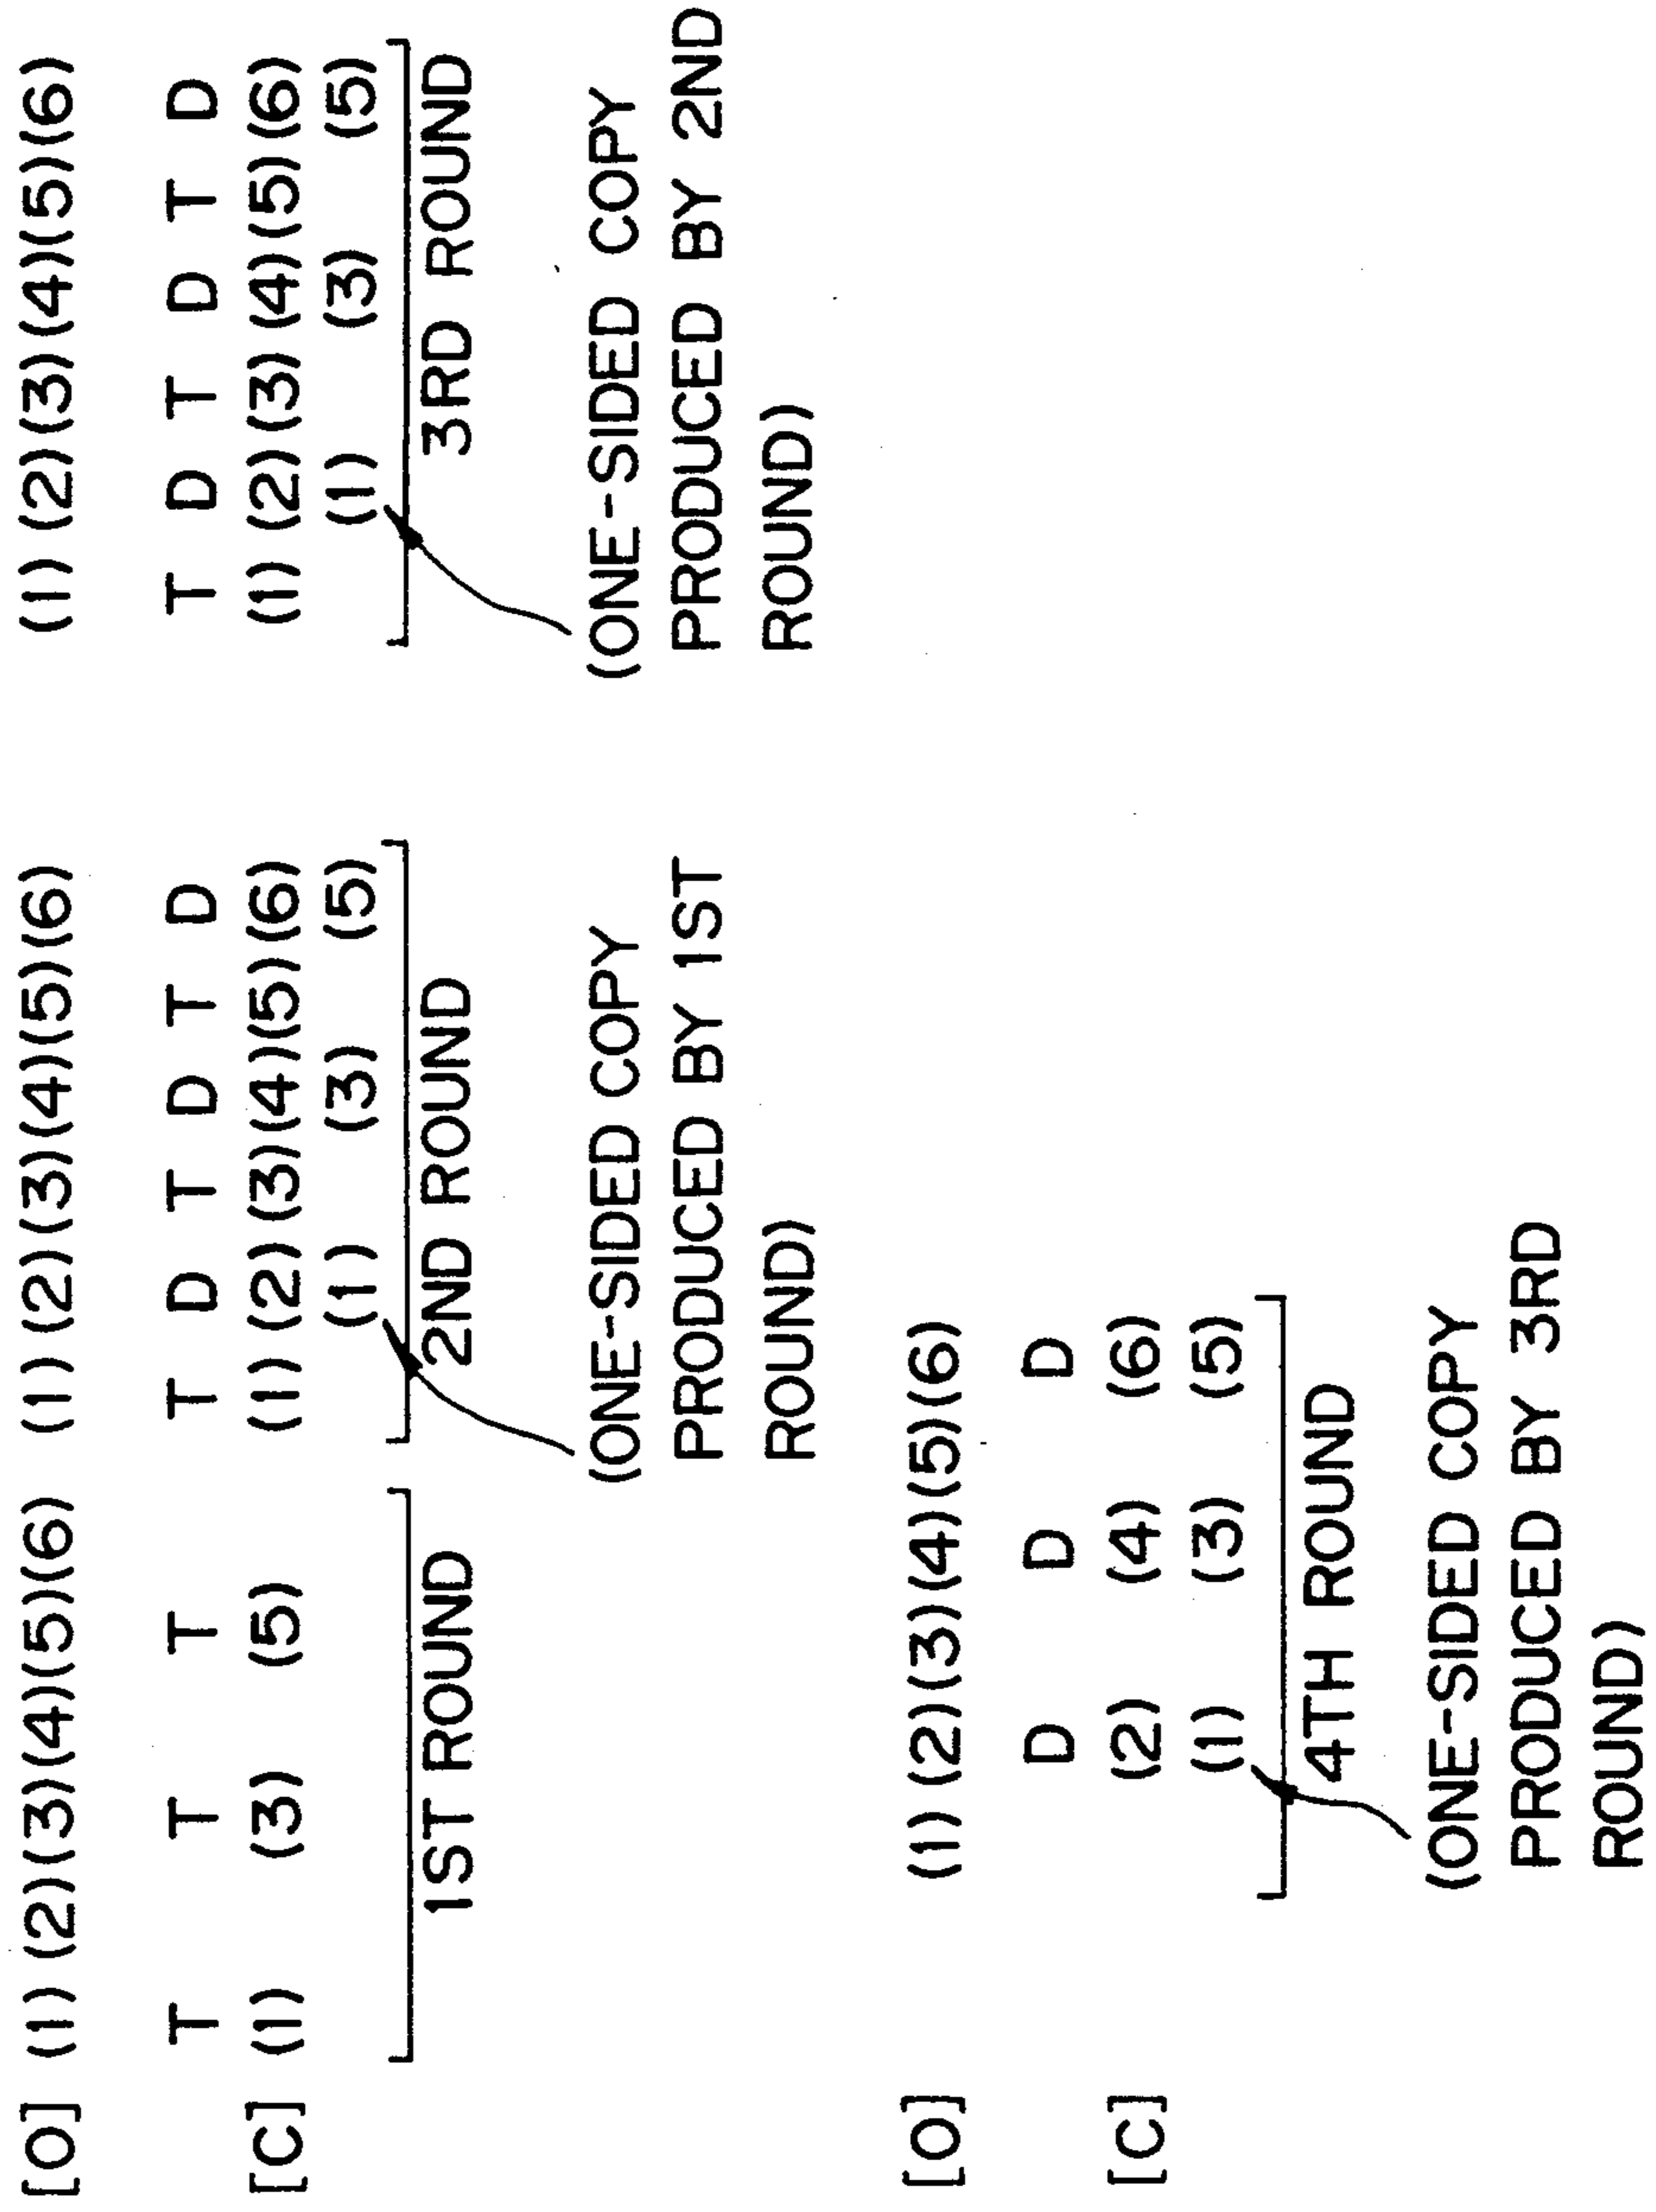 [O] (1) (2) (3) (4) (5) (6) (1) (2) (3) (4) (5) (6) (1) (2) (3) (4) (5) (6)
T T T T D T D T D T D T D T D
[C] (1) (3) (5) (1) (2) (3) (4) (5) (6) (1) (2) (3) (4) (5) (6)
(1) (3) (5) (1) (3) (5)
1ST ROUND 2ND ROUND 3RD ROUND
(ONE-SIDED COPY
PRODUCED BY 1ST
ROUND)
(ONE-SIDED COPY
PRODUCED BY 2ND
ROUND)
[O] (1) (2) (3) (4) (5) (6)
D D D
[C] (2) (4) (6)
(1) (3) (5)
4TH ROUND
(ONE-SIDED COPY
PRODUCED BY 3RD
ROUND)